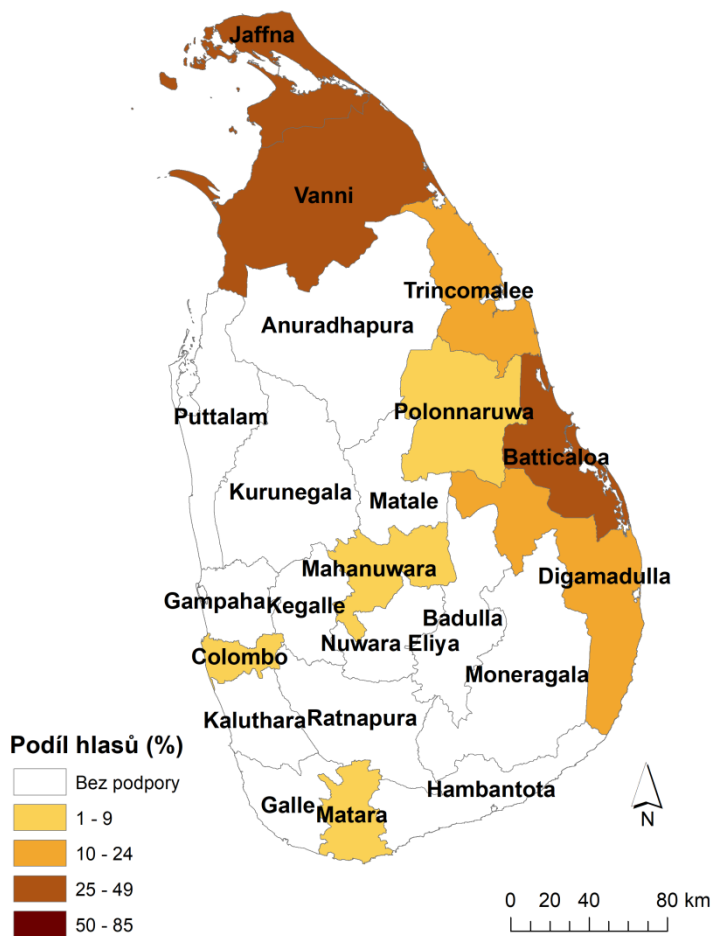 Jaffna
Vanni
Trincomalee
Anuradhapura
Polonnaruwa
Puttalam
Batticaloa
Kurunegala
Matale
Mahanuwara
Digamadulla
Gampaha
Kegalle
Badulla
Nuwara Eliya
Colombo
Moneragala
Kaluthara
Ratnapura
Hambantota
Galle
Matara
Podíl hlasů (%)
Bez podpory
1 - 9
10 - 24
25 - 49
50 - 85
N
0 20 40 80 km